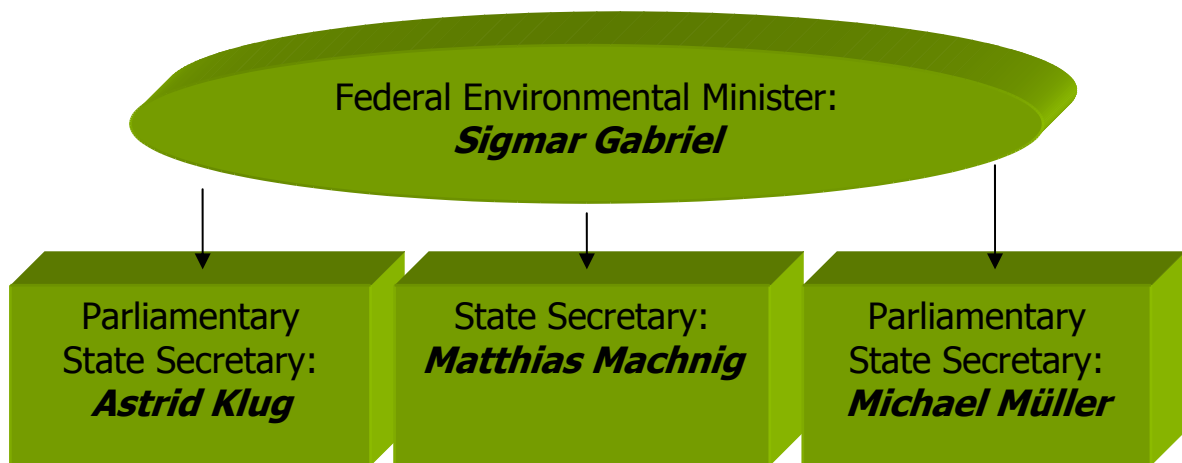 Federal Environmental Minister:
Sigmar Gabriel
Parliamentary
State Secretary:
Astrid Klug
State Secretary:
Matthias Machnig
Parliamentary
State Secretary:
Michael Müller